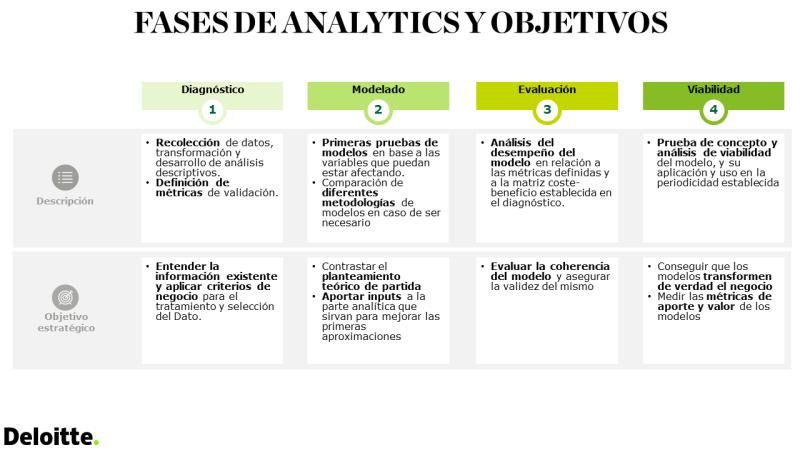 FASES DE ANALYTICS Y OBJETIVOS
Diagnóstico
1
Modelado
2
Evaluación
3
Viabilidad
4
Descripción
• Recolección de datos,
transformación y
desarrollo de análisis
descriptivos.
• Definición de
métricas de validación.
• Primeras pruebas de
modelos en base a las
variables que puedan
estar afectando.
• Comparación de
diferentes
metodologías de
modelos en caso de ser
necesario
• Análisis del
desempeño del
modelo en relación a
las métricas definidas y
a la matriz coste-
beneficio establecida en
el diagnóstico.
• Prueba de concepto y
análisis de viabilidad
del modelo, y su
aplicación y uso en la
periodicidad establecida
Objetivo
estratégico
• Entender la
información existente
y aplicar criterios de
negocio para el
tratamiento y selección
del Dato.
• Contrastar el
planteamiento
teórico de partida
• Aportar inputs a la
parte analítica que
sirvan para mejorar las
primeras
aproximaciones
• Evaluar la coherencia
del modelo y asegurar
la validez del mismo
• Conseguir que los
modelos transformen
de verdad el negocio
• Medir las métricas de
aporte y valor de los
modelos
Deloitte.